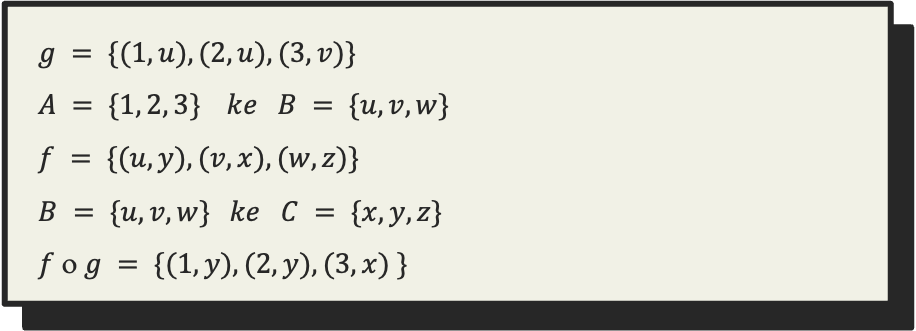 g = {(1, u), (2, u), (3, v)}
A = {1, 2, 3} ke B = {u, v, w}
f = {(u, y), (v, x), (w, z)}
B = {u, v, w} ke C = {x, y, z}
f o g = {(1, y), (2, y), (3, x) }